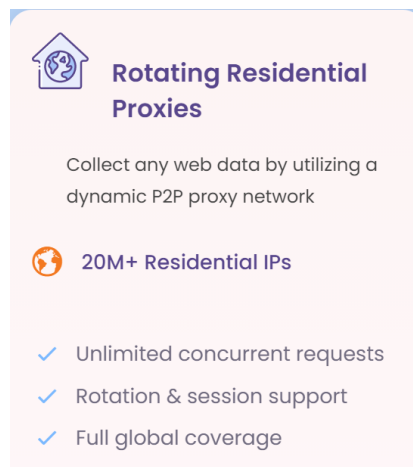 Rotating Residential
Proxies
Collect any web data by utilizing a
dynamic P2P proxy network
20M+ Residential IPs
Unlimited concurrent requests
Rotation & session support
Full global coverage